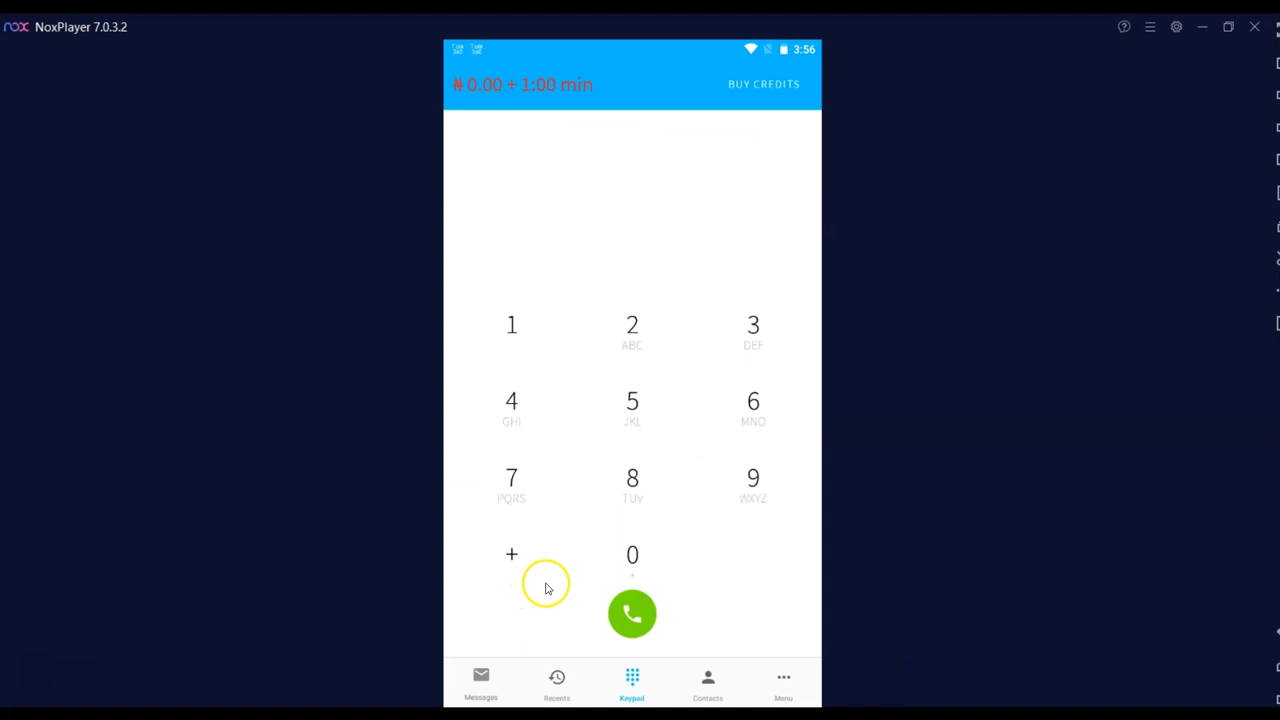 nox NoxPlayer 7.0.3.2
3:56
₦ 0.00 + 1:00 min
BUY CREDITS
1 2 3
ABC DEF
4 5 6
GHI JKL MNO
7 8 9
PQRS TUV WXYZ
+ 0
+
Messages Recents Keypad Contacts Menu